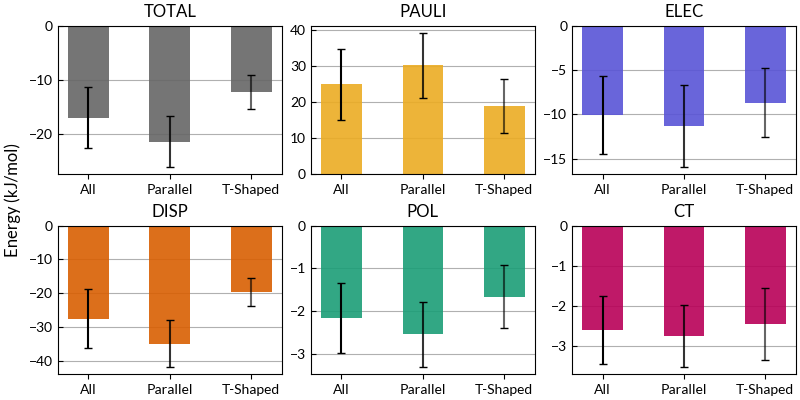 TOTAL
PAULI
ELEC
0
−10
−20
All
Parallel
T-Shaped
40
30
20
10
0
All
Parallel
T-Shaped
0
−5
−10
−15
All
Parallel
T-Shaped
Energy (kJ/mol)
DISP
POL
CT
0
−10
−20
−30
−40
All
Parallel
T-Shaped
0
−1
−2
−3
All
Parallel
T-Shaped
0
−1
−2
−3
All
Parallel
T-Shaped